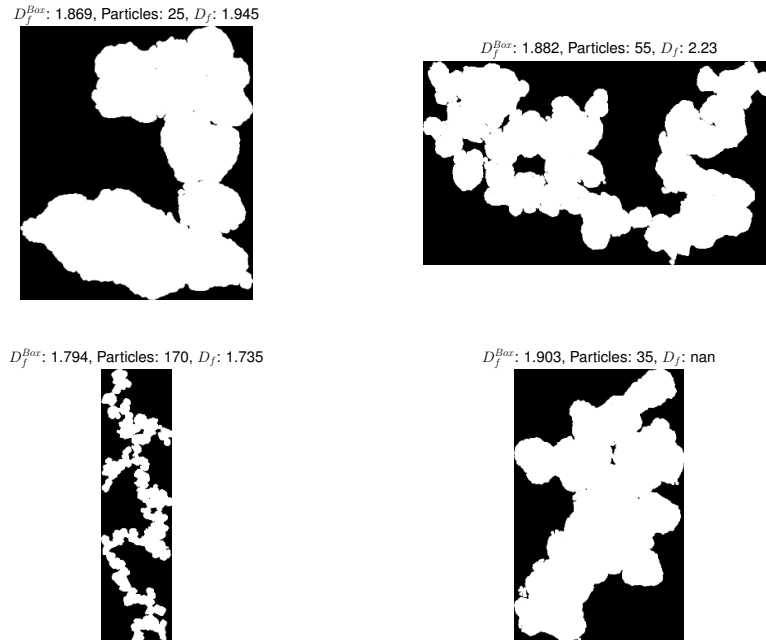 $D_f^{Box}$: 1.869, Particles: 25, $D_f$: 1.945
$D_f^{Box}$: 1.882, Particles: 55, $D_f$: 2.23
$D_f^{Box}$: 1.794, Particles: 170, $D_f$: 1.735
$D_f^{Box}$: 1.903, Particles: 35, $D_f$: nan